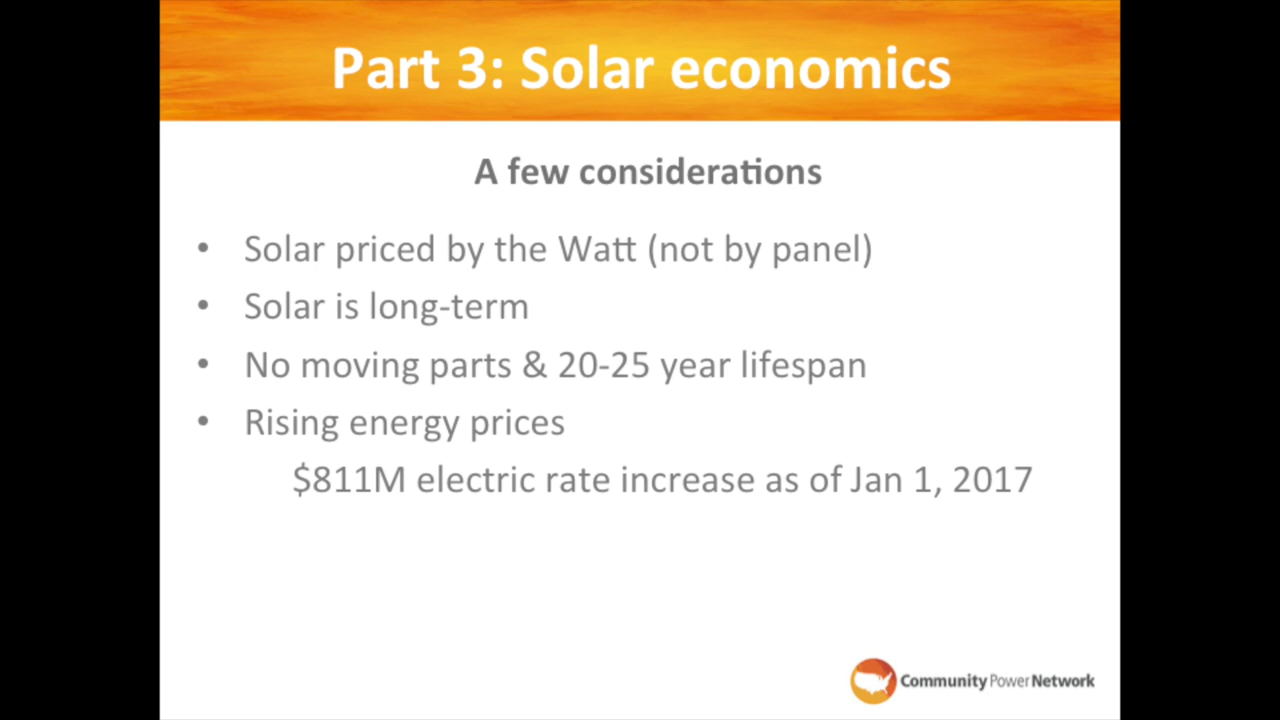 Part 3: Solar economics
A few considerations
• Solar priced by the Watt (not by panel)
• Solar is long-term
• No moving parts & 20-25 year lifespan
• Rising energy prices
$811M electric rate increase as of Jan 1, 2017
Community Power Network